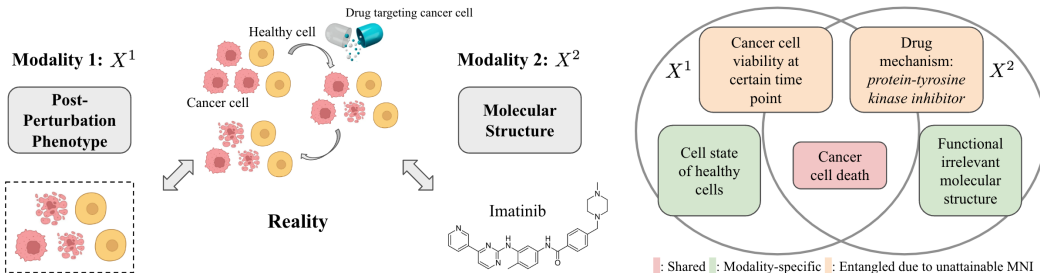 Drug targeting cancer cell
Healthy cell
Modality 1: X¹
Post-
Perturbation
Phenotype
Cancer cell
Reality
Modality 2: X²
Molecular
Structure
Imatinib
N
N
N
H
N
H
N
O
N
N
X¹
X²
Cancer cell
viability at
certain time
point
Drug
mechanism:
protein-tyrosine
kinase inhibitor
Cell state
of healthy
cells
Cancer
cell death
Functional
irrelevant
molecular
structure
: Shared : Modality-specific : Entangled due to unattainable MNI